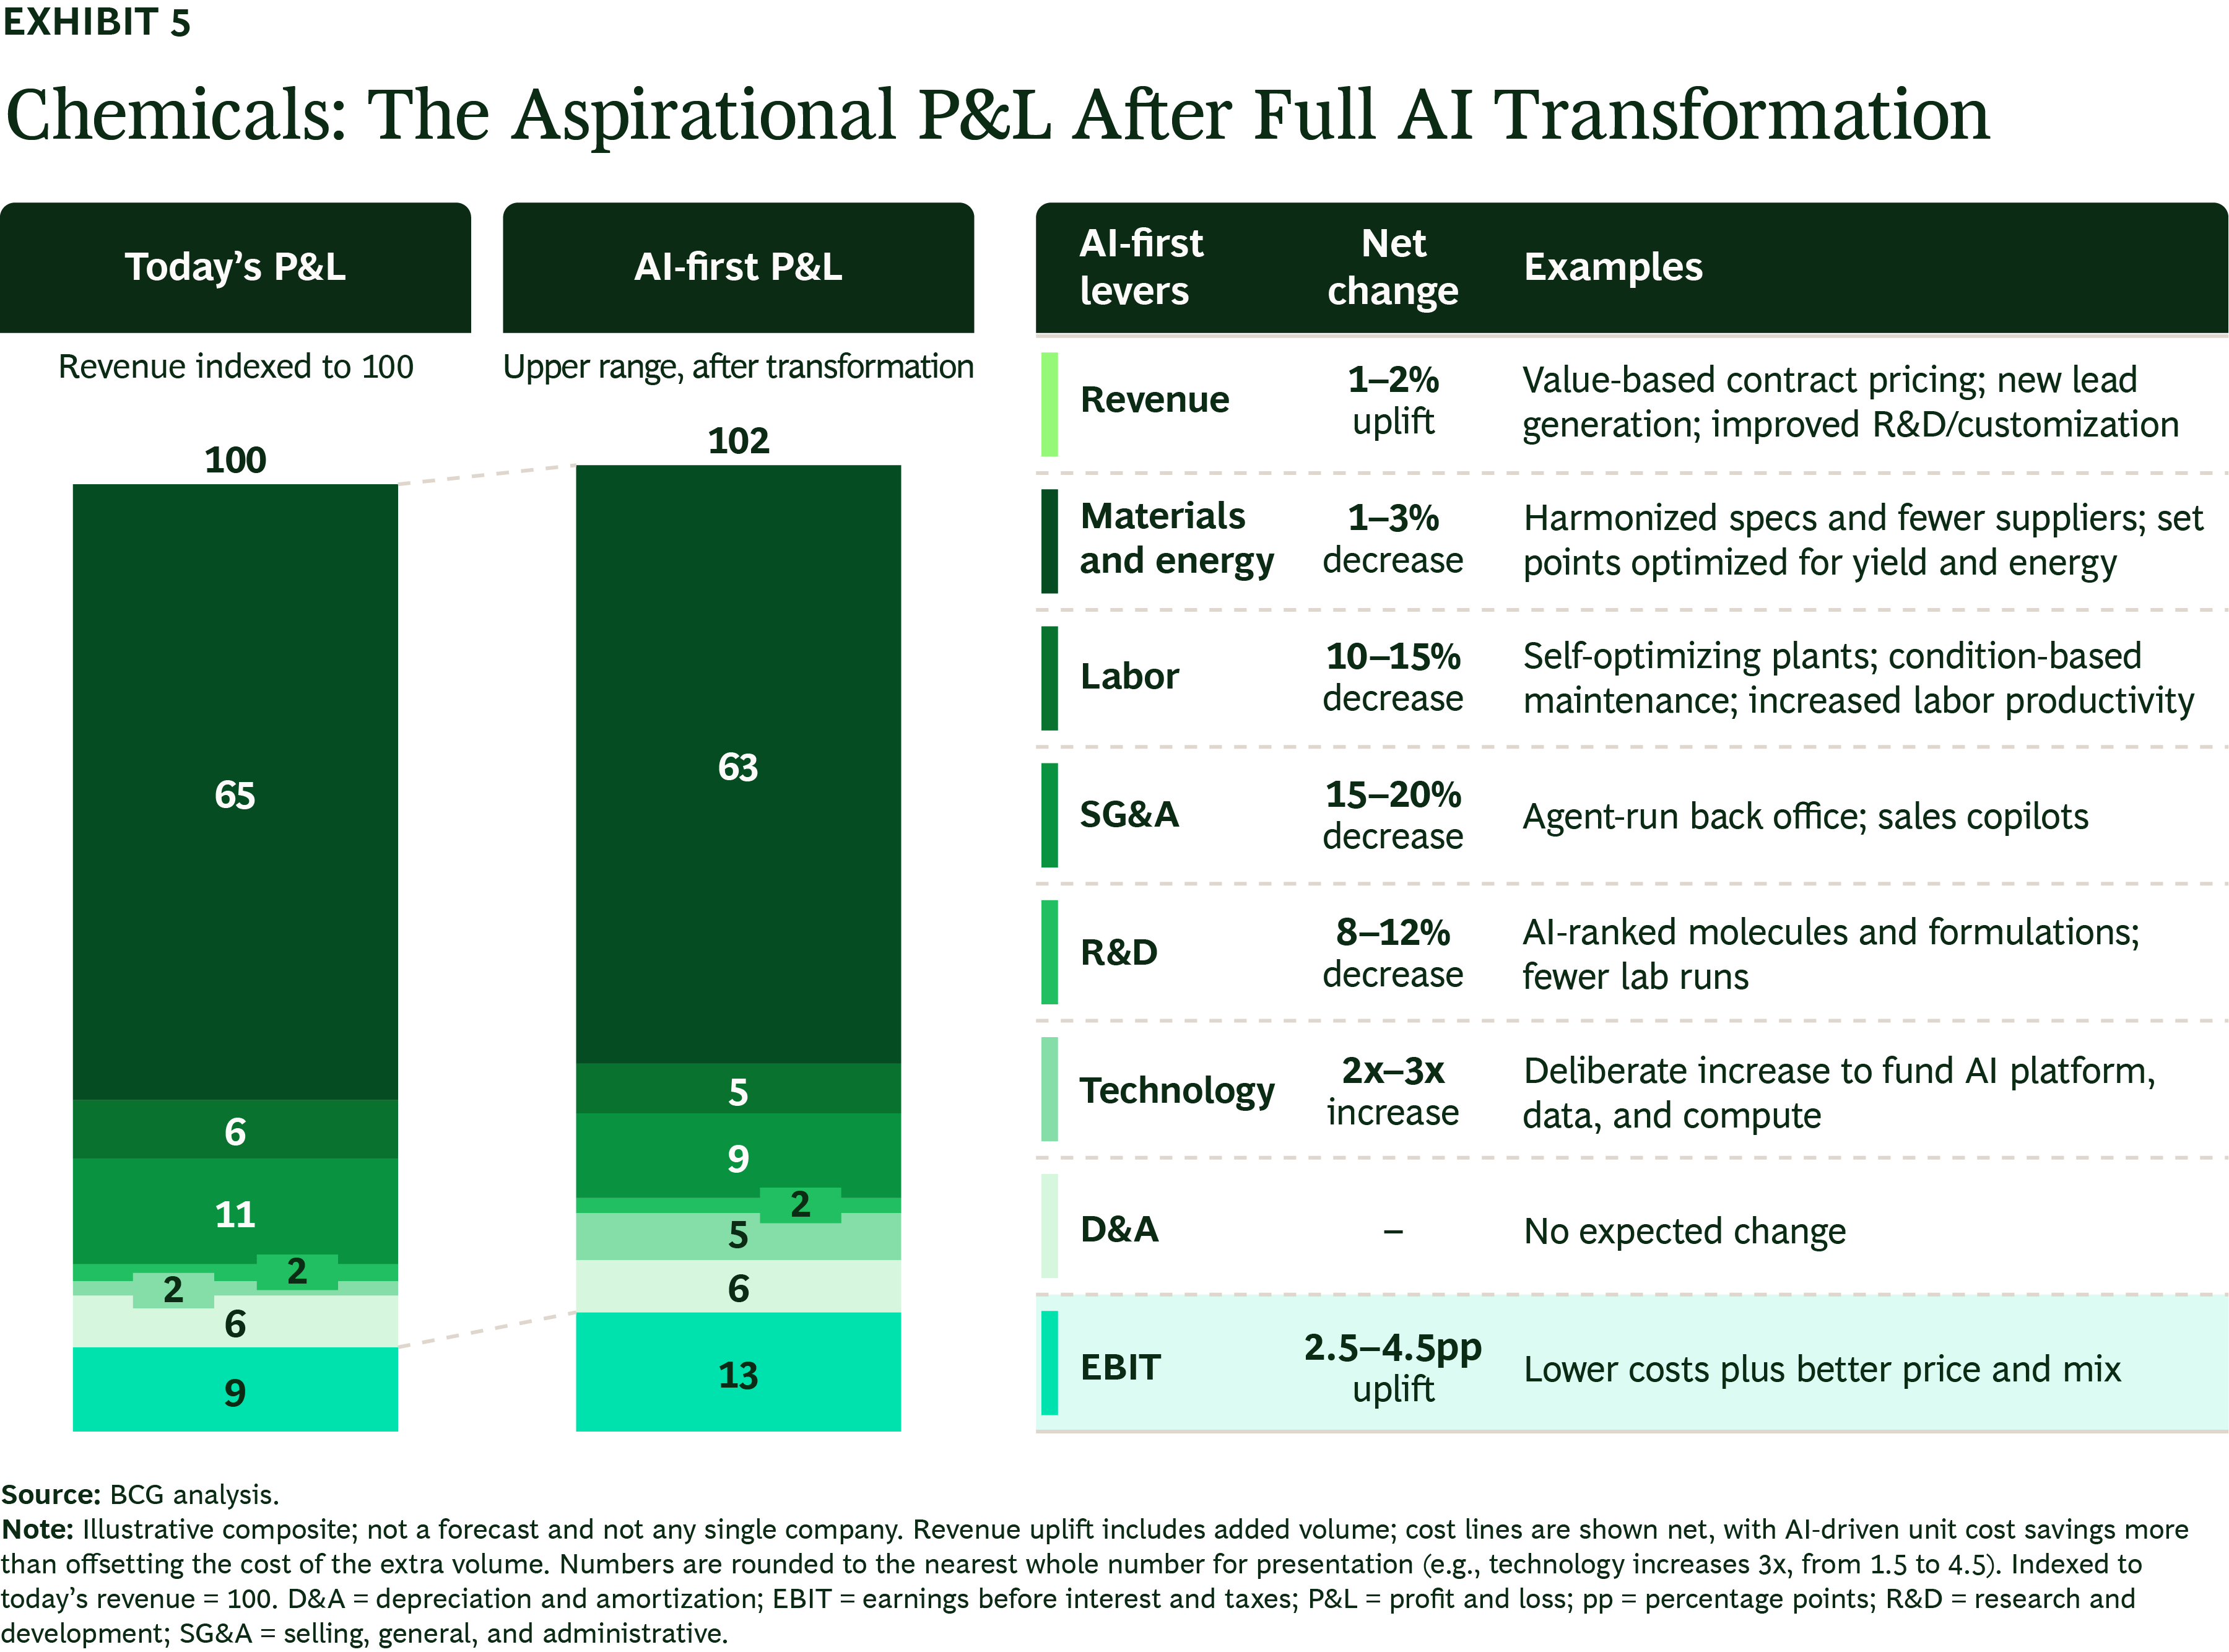 EXHIBIT 5
Chemicals: The Aspirational P&L After Full AI Transformation
Today’s P&L
Revenue indexed to 100
100
65
6
11
2
2
6
9
AI-first P&L
Upper range, after transformation
102
63
5
9
2
5
6
13
AI-first
levers
Net
change
Examples
Revenue
1–2%
uplift
Value-based contract pricing; new lead
generation; improved R&D/customization
Materials
and energy
1–3%
decrease
Harmonized specs and fewer suppliers; set
points optimized for yield and energy
Labor
10–15%
decrease
Self-optimizing plants; condition-based
maintenance; increased labor productivity
SG&A
15–20%
decrease
Agent-run back office; sales copilots
R&D
8–12%
decrease
AI-ranked molecules and formulations;
fewer lab runs
Technology
2x–3x
increase
Deliberate increase to fund AI platform,
data, and compute
D&A
–
No expected change
EBIT
2.5–4.5pp
uplift
Lower costs plus better price and mix
Source: BCG analysis.
Note: Illustrative composite; not a forecast and not any single company. Revenue uplift includes added volume; cost lines are shown net, with AI-driven unit cost savings more
than offsetting the cost of the extra volume. Numbers are rounded to the nearest whole number for presentation (e.g., technology increases 3x, from 1.5 to 4.5). Indexed to
today’s revenue = 100. D&A = depreciation and amortization; EBIT = earnings before interest and taxes; P&L = profit and loss; pp = percentage points; R&D = research and
development; SG&A = selling, general, and administrative.